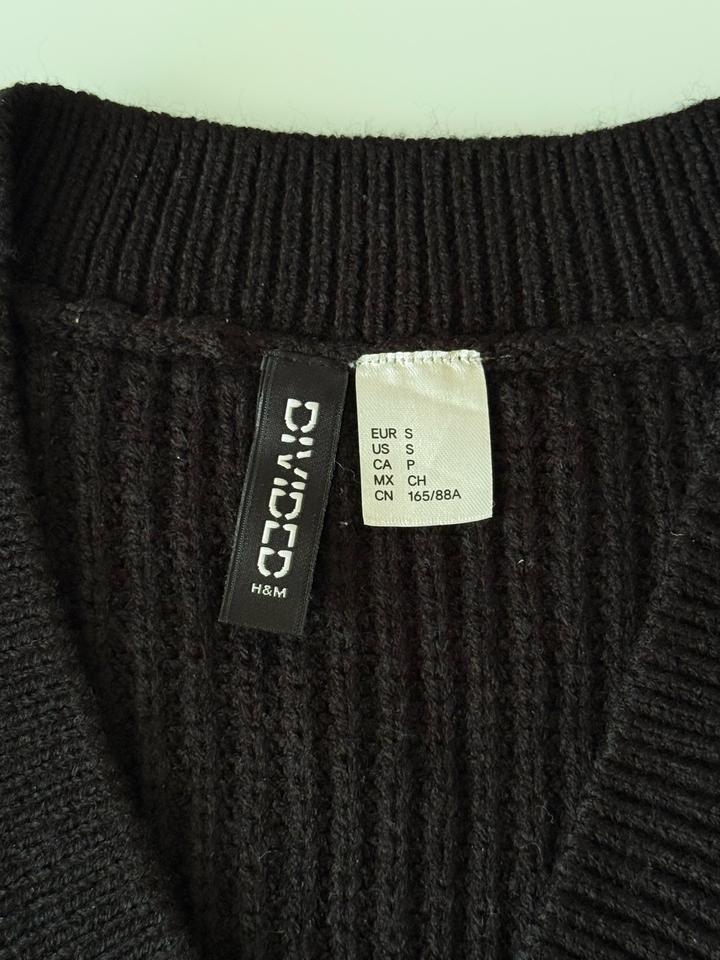 DIVIDED
H&M
EUR S
US S
CA P
MX CH
CN 165/88A